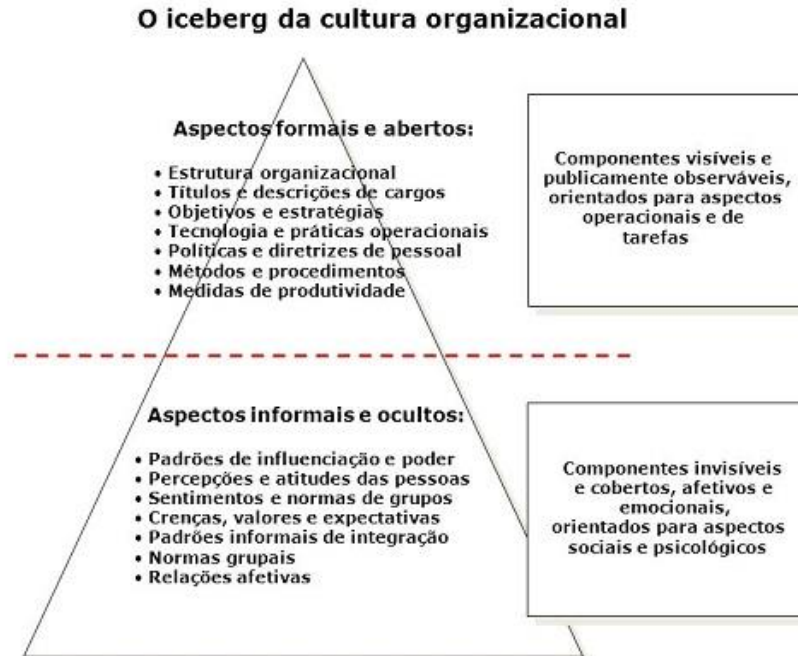 O iceberg da cultura organizacional
Aspectos formais e abertos:
• Estrutura organizacional
• Títulos e descrições de cargos
• Objetivos e estratégias
• Tecnologia e práticas operacionais
• Políticas e diretrizes de pessoal
• Métodos e procedimentos
• Medidas de produtividade
Componentes visíveis e
publicamente observáveis,
orientados para aspectos
operacionais e de
tarefas
Aspectos informais e ocultos:
• Padrões de influenciação e poder
• Percepções e atitudes das pessoas
• Sentimentos e normas de grupos
• Crenças, valores e expectativas
• Padrões informais de integração
• Normas grupais
• Relações afetivas
Componentes invisíveis
e cobertos, afetivos e
emocionais,
orientados para aspectos
sociais e psicológicos